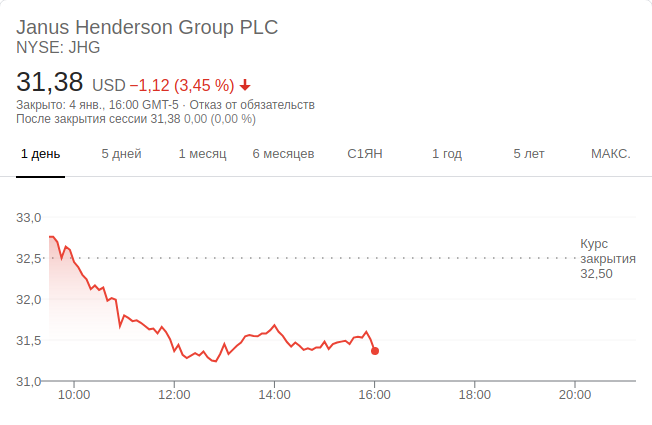 Janus Henderson Group PLC
NYSE: JHG
31,38 USD −1,12 (3,45 %)
Закрыто: 4 янв., 16:00 GMT-5 · Отказ от обязательств
После закрытия сессии 31,38 0,00 (0,00 %)
1 день 5 дней 1 месяц 6 месяцев С1ЯН 1 год 5 лет МАКС.
33,0
Курс
закрытия
32,50
32,5
32,0
31,5
31,0
10:00 12:00 14:00 16:00 18:00 20:00